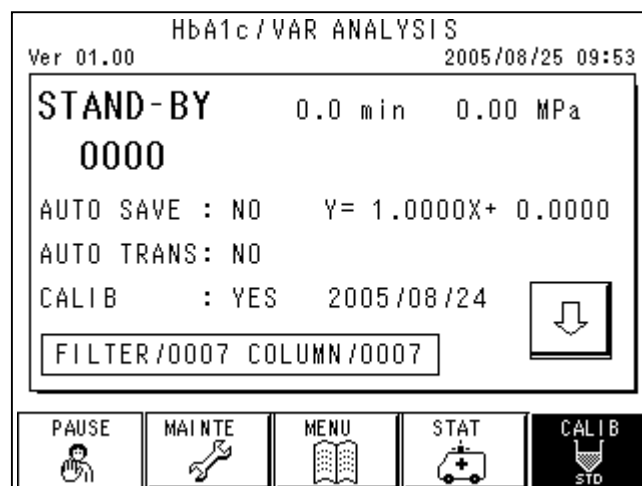 HbA1c/VAR ANALYSIS
Ver 01.00 2005/08/25 09:53
STAND-BY 0.0 min 0.00 MPa
0000
AUTO SAVE : NO Y= 1.0000X+ 0.0000
AUTO TRANS: NO
CALIB : YES 2005/08/24
FILTER/0007 COLUMN/0007
PAUSE MAINTE MENU STAT CALIB
STD